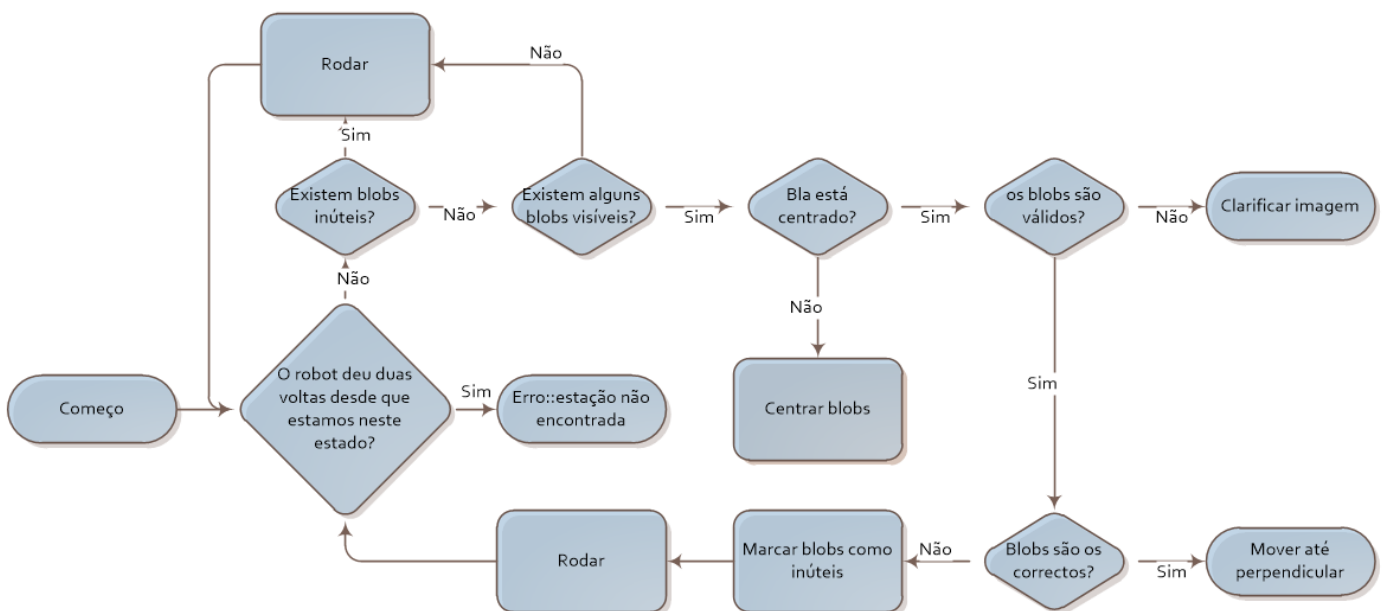 Não
Rodar
Sim
Existem blobs
inúteis?
Não
Existem alguns
blobs visíveis?
Sim
Bla está
centrado?
Sim
os blobs são
válidos?
Não
Clarificar imagem
Não
Não
Sim
O robot deu duas
voltas desde que
estamos neste
estado?
Começo
Sim
Erro::estação não
encontrada
Centrar blobs
Rodar
Marcar blobs como
inúteis
Não
Blobs são os
correctos?
Sim
Mover até
perpendicular